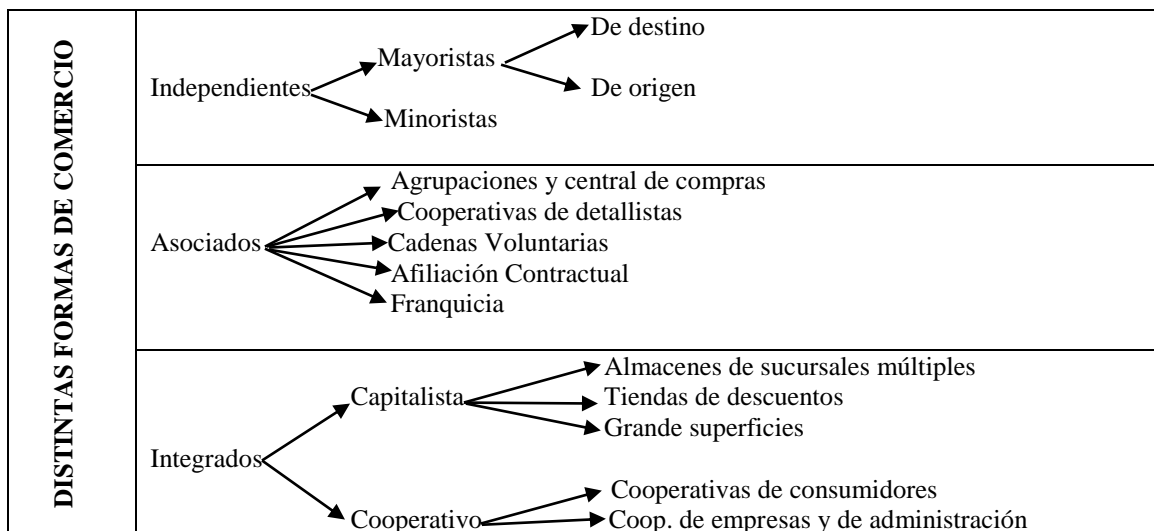 DISTINTAS FORMAS DE COMERCIO
Independientes
Mayoristas
De destino
De origen
Minoristas
Asociados
Agrupaciones y central de compras
Cooperativas de detallistas
Cadenas Voluntarias
Afiliación Contractual
Franquicia
Integrados
Capitalista
Almacenes de sucursales múltiples
Tiendas de descuentos
Grande superficies
Cooperativo
Cooperativas de consumidores
Coop. de empresas y de administración